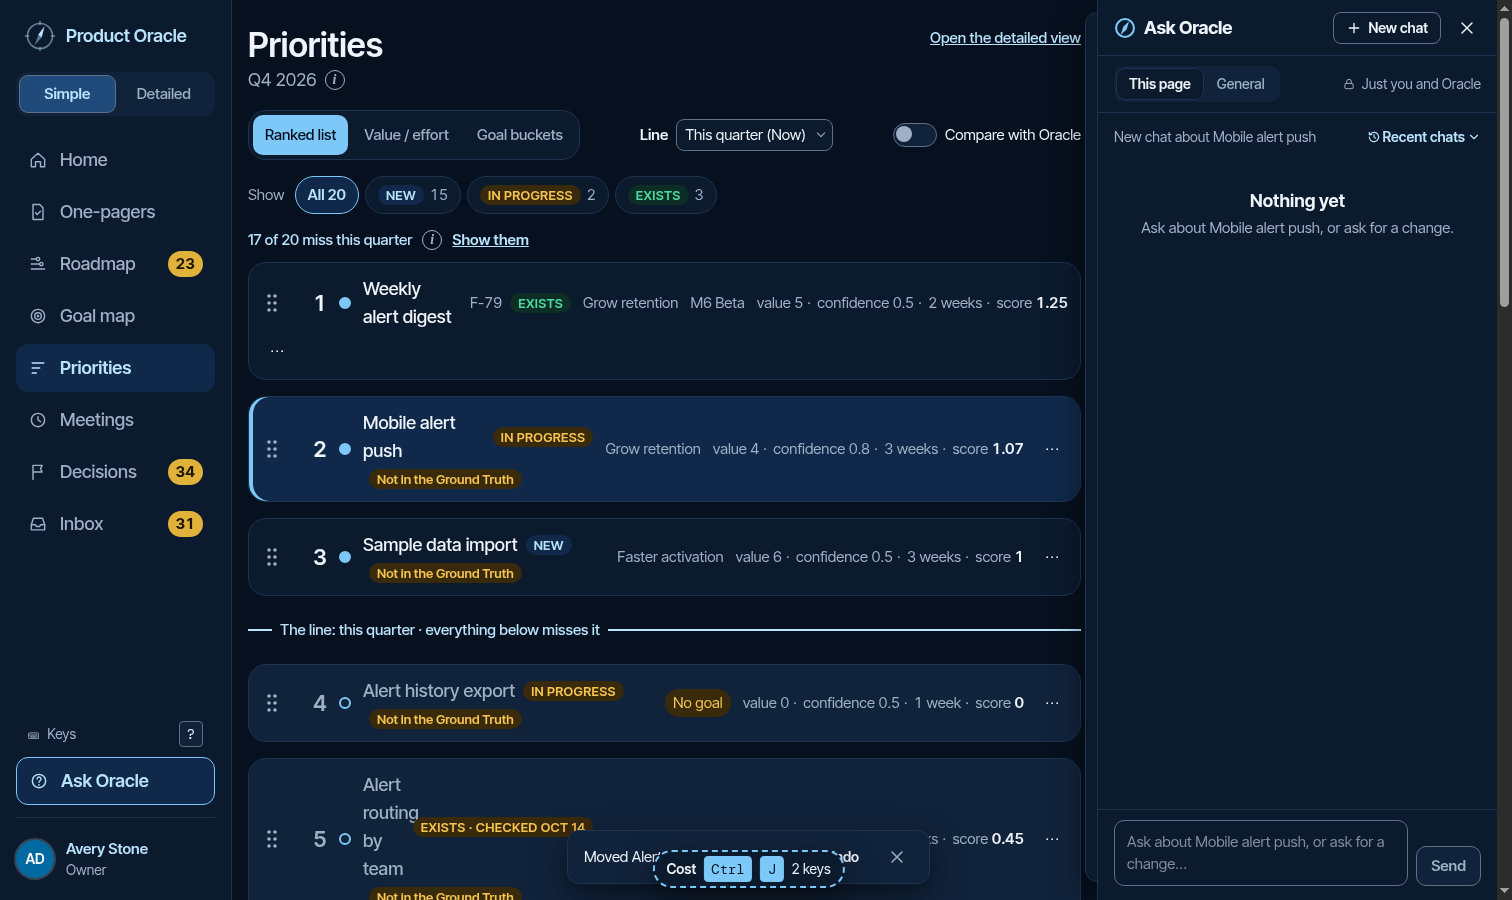 Product Oracle
Simple
Detailed
Home
One-pagers
Roadmap 23
Goal map
Priorities
Meetings
Decisions 34
Inbox 31
Keys ?
Ask Oracle
AD
Avery Stone
Owner
Priorities
Open the detailed view
Q4 2026 i
Ranked list
Value / effort
Goal buckets
Line This quarter (Now)
Compare with Oracle
Show All 20 NEW 15 IN PROGRESS 2 EXISTS 3
17 of 20 miss this quarter i Show them
1 Weekly
alert digest
F-79 EXISTS Grow retention M6 Beta value 5 · confidence 0.5 · 2 weeks · score 1.25
...
2 Mobile alert
push
IN PROGRESS Grow retention value 4 · confidence 0.8 · 3 weeks · score 1.07 ...
Not in the Ground Truth
3 Sample data import NEW
Faster activation value 6 · confidence 0.5 · 3 weeks · score 1 ...
Not in the Ground Truth
The line: this quarter · everything below misses it
4 Alert history export IN PROGRESS
No goal value 0 · confidence 0.5 · 1 week · score 0 ...
Not in the Ground Truth
5 Alert
routing
by
team
EXISTS · CHECKED OCT 14
score 0.45 ...
Not in the Ground Truth
Moved
Cost Ctrl J 2 keys
Ask Oracle
+ New chat
This page
General
Just you and Oracle
New chat about Mobile alert push
Recent chats
Nothing yet
Ask about Mobile alert push, or ask for a change.
Ask about Mobile alert push, or ask for a
change...
Send